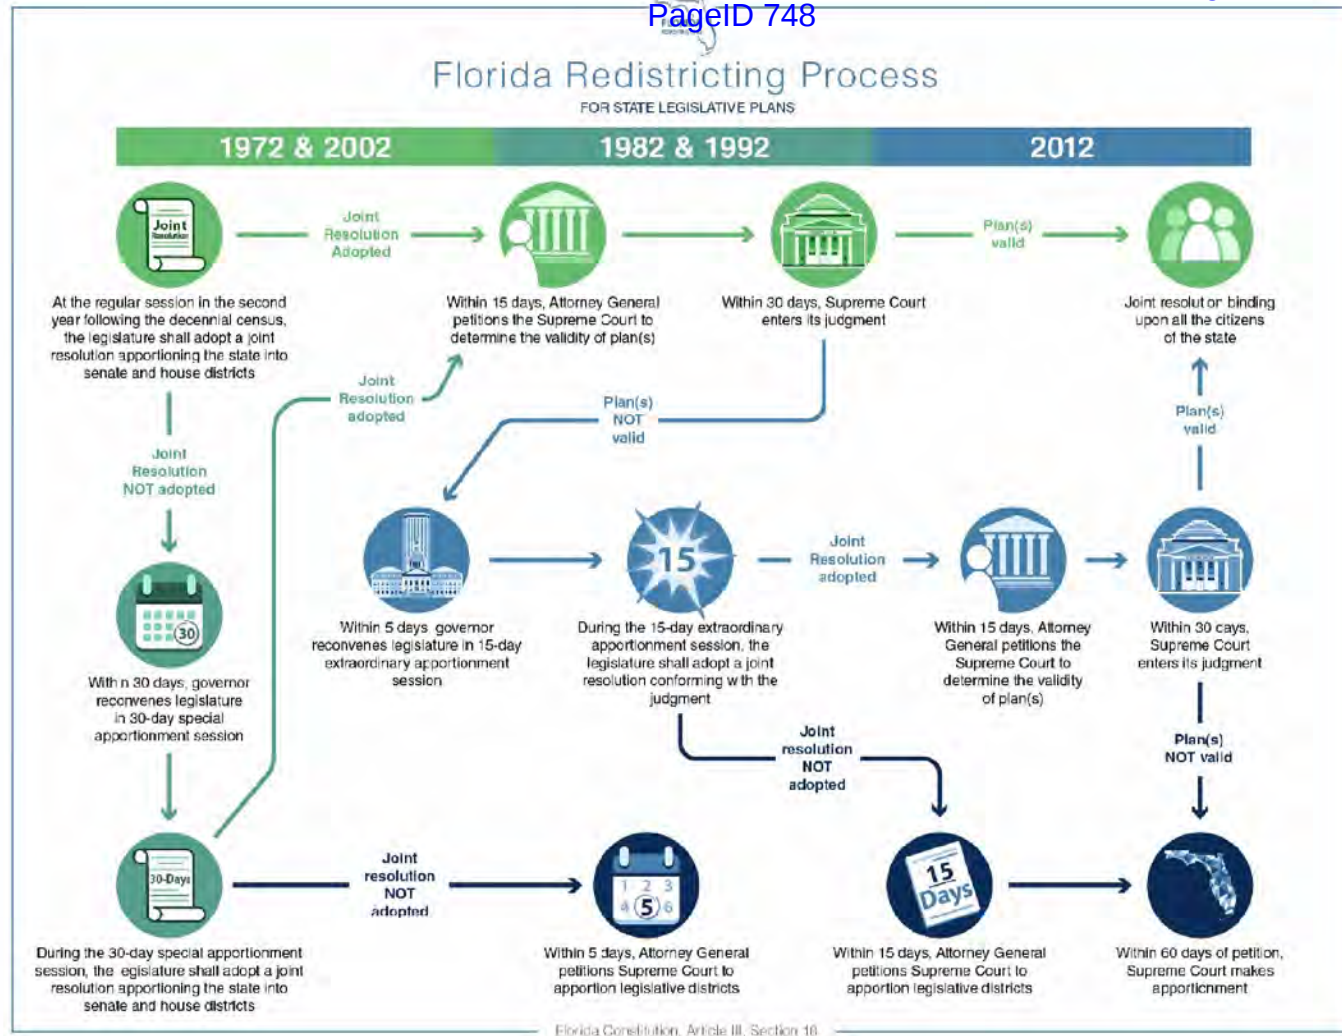 PageID 748
FLORIDA
Florida Redistricting Process
FOR STATE LEGISLATIVE PLANS
1972 & 2002
1982 & 1992
2012
Joint
Resolution
Joint
Resolution
Adopted
Plan(s)
valid
At the regular session in the second
year following the decennial census,
the legislature shall adopt a joint
resolution apportioning the state into
senate and house districts
Within 15 days, Attorney General
petitions the Supreme Court to
determine the validity of plan(s)
Within 30 days, Supreme Court
enters its judgment
Joint resolut on binding
upon all the citizens
of the state
Joint
Resolution
adopted
Plan(s)
NOT
valid
Plan(s)
valid
Joint
Resolution
NOT adopted
30
15
Joint
Resolution
adopted
With n 30 days, governor
reconvenes legislature
in 30-day special
apportionment session
Within 5 days governor
reconvenes legislature in 15-day
extraordinary apportionment
session
During the 15-day extraordinary
apportionment session, the
legislature shall adopt a joint
resolution conforming with the
judgment
Within 15 days, Attorney
General petitions the
Supreme Court to
determine the validity
of plan(s)
Within 30 days,
Supreme Court
enters its judgment
Joint
resolution
NOT
adopted
Plan(s)
NOT valid
30-Days
Joint
resolution
NOT
adopted
1 2 3
4 5 6
15
Days
During the 30-day special apportionment
session, the egislature shall adopt a joint
resolution apportioning the state into
senate and house districts
Within 5 days, Attorney General
petitions Supreme Court to
apportion legislative districts
Within 15 days, Attorney General
petitions Supreme Court to
apportion legislative districts
Within 60 days of petition,
Supreme Court makes
apportionment
Florida Constitution, Article III, Section 16